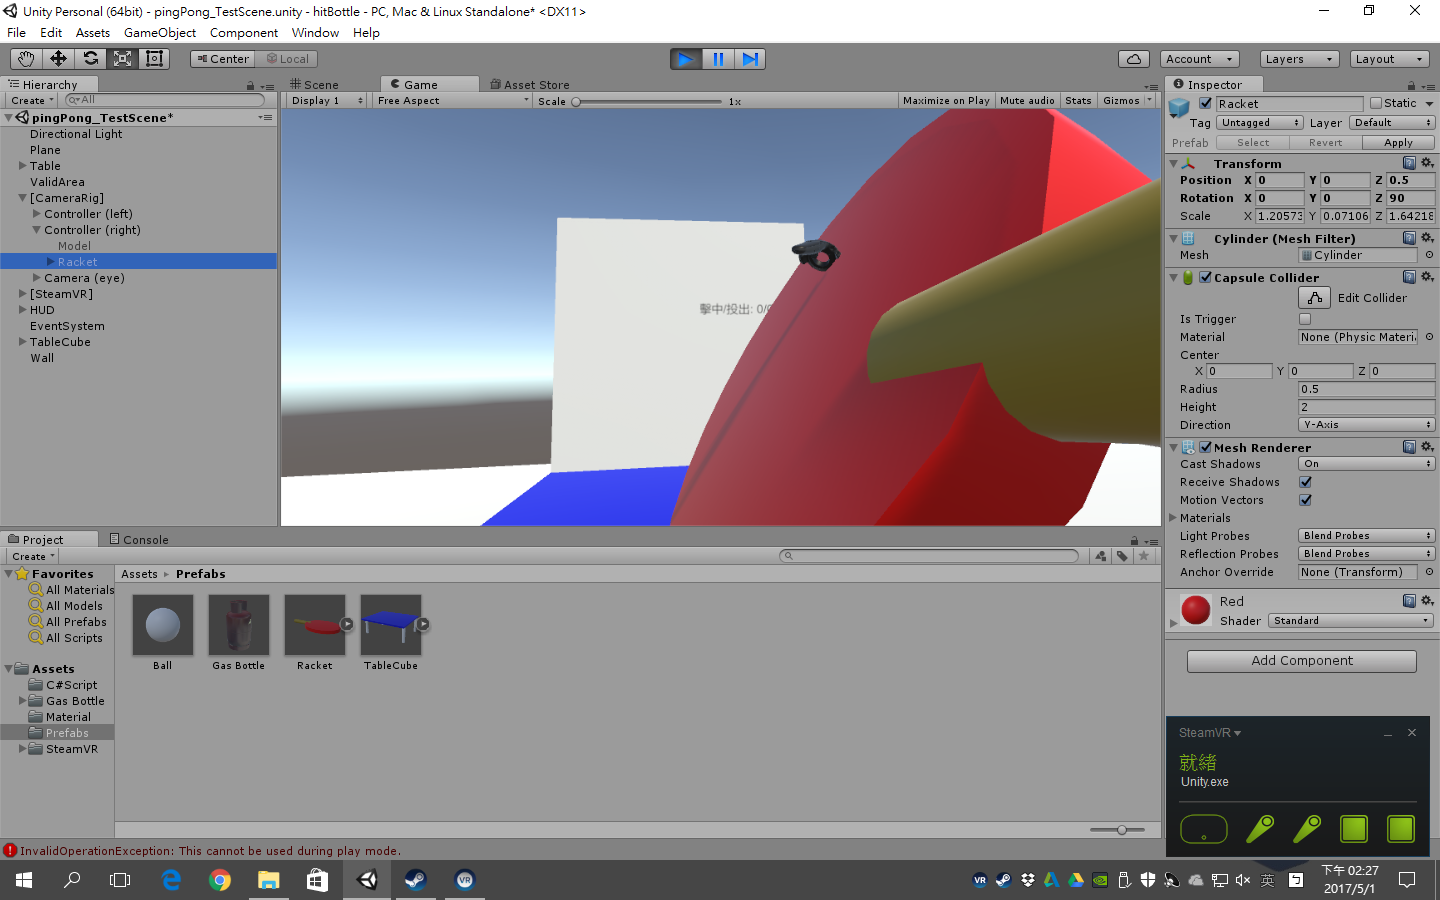 Unity Personal (64bit) - pingPong_TestScene.unity - hitBottle - PC, Mac & Linux Standalone* <DX11>
File Edit Assets GameObject Component Window Help
Center Local
Account Layers Layout
Hierarchy
Create All
pingPong_TestScene*
Directional Light
Plane
Table
ValidArea
[CameraRig]
Controller (left)
Controller (right)
Model
Racket
Camera (eye)
[SteamVR]
HUD
EventSystem
TableCube
Wall
Scene Game Asset Store
Display 1 Free Aspect Scale 1x Maximize on Play Mute audio Stats Gizmos
擊中/投出: 0/
Inspector
Racket Static
Tag Untagged Layer Default
Prefab Select Revert Apply
Transform
Position X 0 Y 0 Z 0.5
Rotation X 0 Y 0 Z 90
Scale X 1.20573 Y 0.07106 Z 1.64218
Cylinder (Mesh Filter)
Mesh Cylinder
Capsule Collider
Edit Collider
Is Trigger
Material None (Physic Materi
Center
X 0 Y 0 Z 0
Radius 0.5
Height 2
Direction Y-Axis
Mesh Renderer
Cast Shadows On
Receive Shadows
Motion Vectors
Materials
Light Probes Blend Probes
Reflection Probes Blend Probes
Anchor Override None (Transform)
Red
Shader Standard
Add Component
Project Console
Create
Favorites
All Materials
All Models
All Prefabs
All Scripts
Assets
C#Script
Gas Bottle
Material
Prefabs
SteamVR
Assets Prefabs
Ball Gas Bottle Racket TableCube
SteamVR
就緒
Unity.exe
InvalidOperationException: This cannot be used during play mode.
VR
VR
英
下午 02:27
2017/5/1